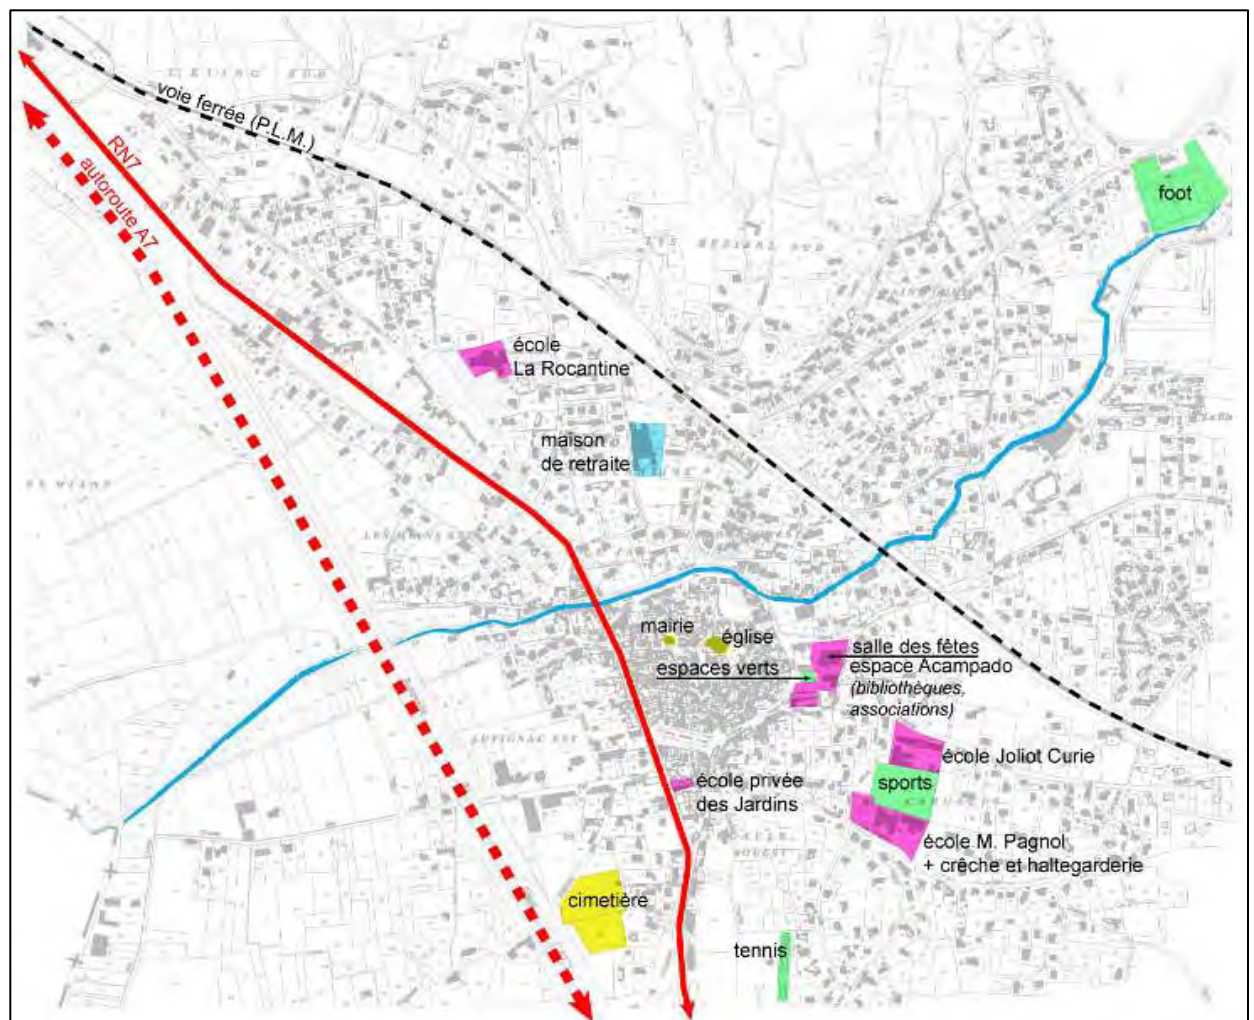 voie ferrée (P.L.M.)
RN7
autoroute A7
foot
école
La Rocantine
maison
de retraite
mairie
église
espaces verts
salle des fêtes
espace Acampado
(bibliothèques,
associations)
école Joliot Curie
sports
école privée
des Jardins
école M. Pagnol
+ crêche et haltegarderie
cimetière
tennis